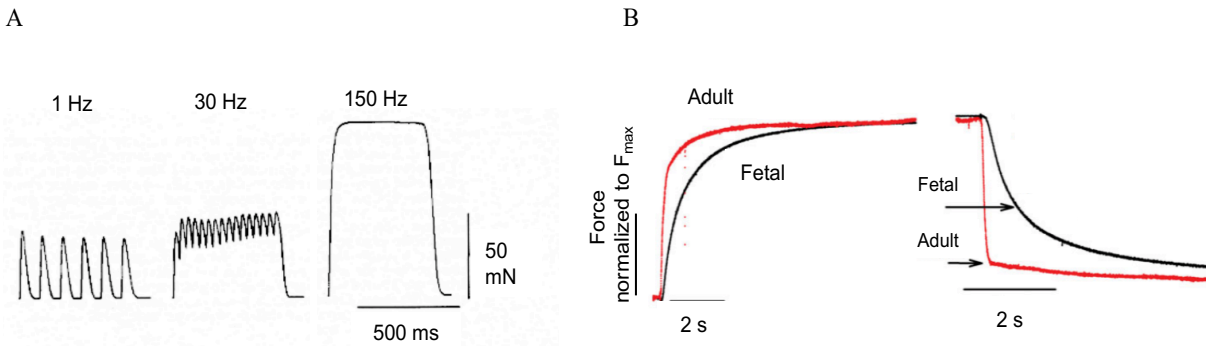 A
B
1 Hz
30 Hz
150 Hz
50
mN
500 ms
Force
normalized to Fmax
Adult
Fetal
2 s
Fetal
Adult
2 s